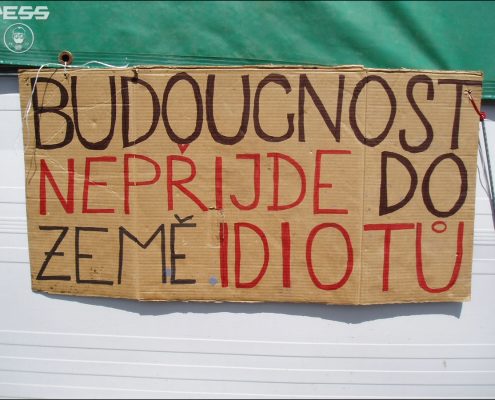 BUDOUCNOST
NEPŘIJDE DO
ZEMĚ IDIOTŮ